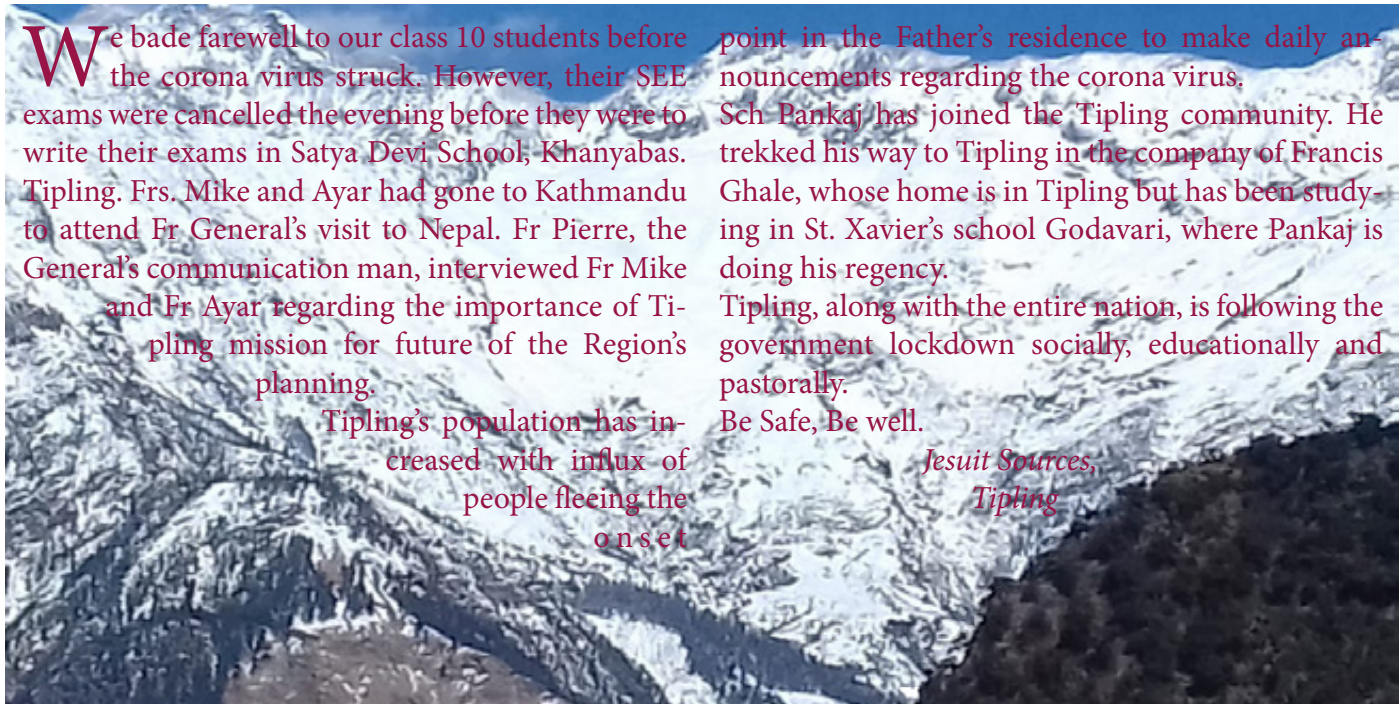 We bade farewell to our class 10 students before
the corona virus struck. However, their SEE
exams were cancelled the evening before they were to
write their exams in Satya Devi School, Khanyabas.
Tipling. Frs. Mike and Ayar had gone to Kathmandu
to attend Fr General’s visit to Nepal. Fr Pierre, the
General’s communication man, interviewed Fr Mike
and Fr Ayar regarding the importance of Ti-
pling mission for future of the Region’s
planning.
Tipling’s population has in-
creased with influx of
people fleeing the
onset
point in the Father’s residence to make daily an-
nouncements regarding the corona virus.
Sch Pankaj has joined the Tipling community. He
trekked his way to Tipling in the company of Francis
Ghale, whose home is in Tipling but has been study-
ing in St. Xavier’s school Godavari, where Pankaj is
doing his regency.
Tipling, along with the entire nation, is following the
government lockdown socially, educationally and
pastorally.
Be Safe, Be well.
Jesuit Sources,
Tipling